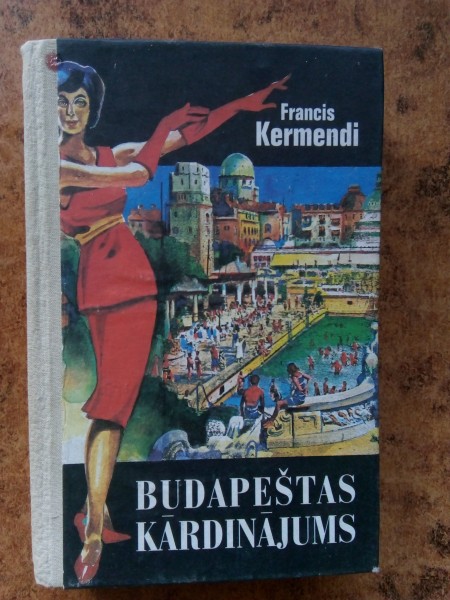 Francis
Kermendi
BUDAPEŠTAS
KĀRDINĀJUMS